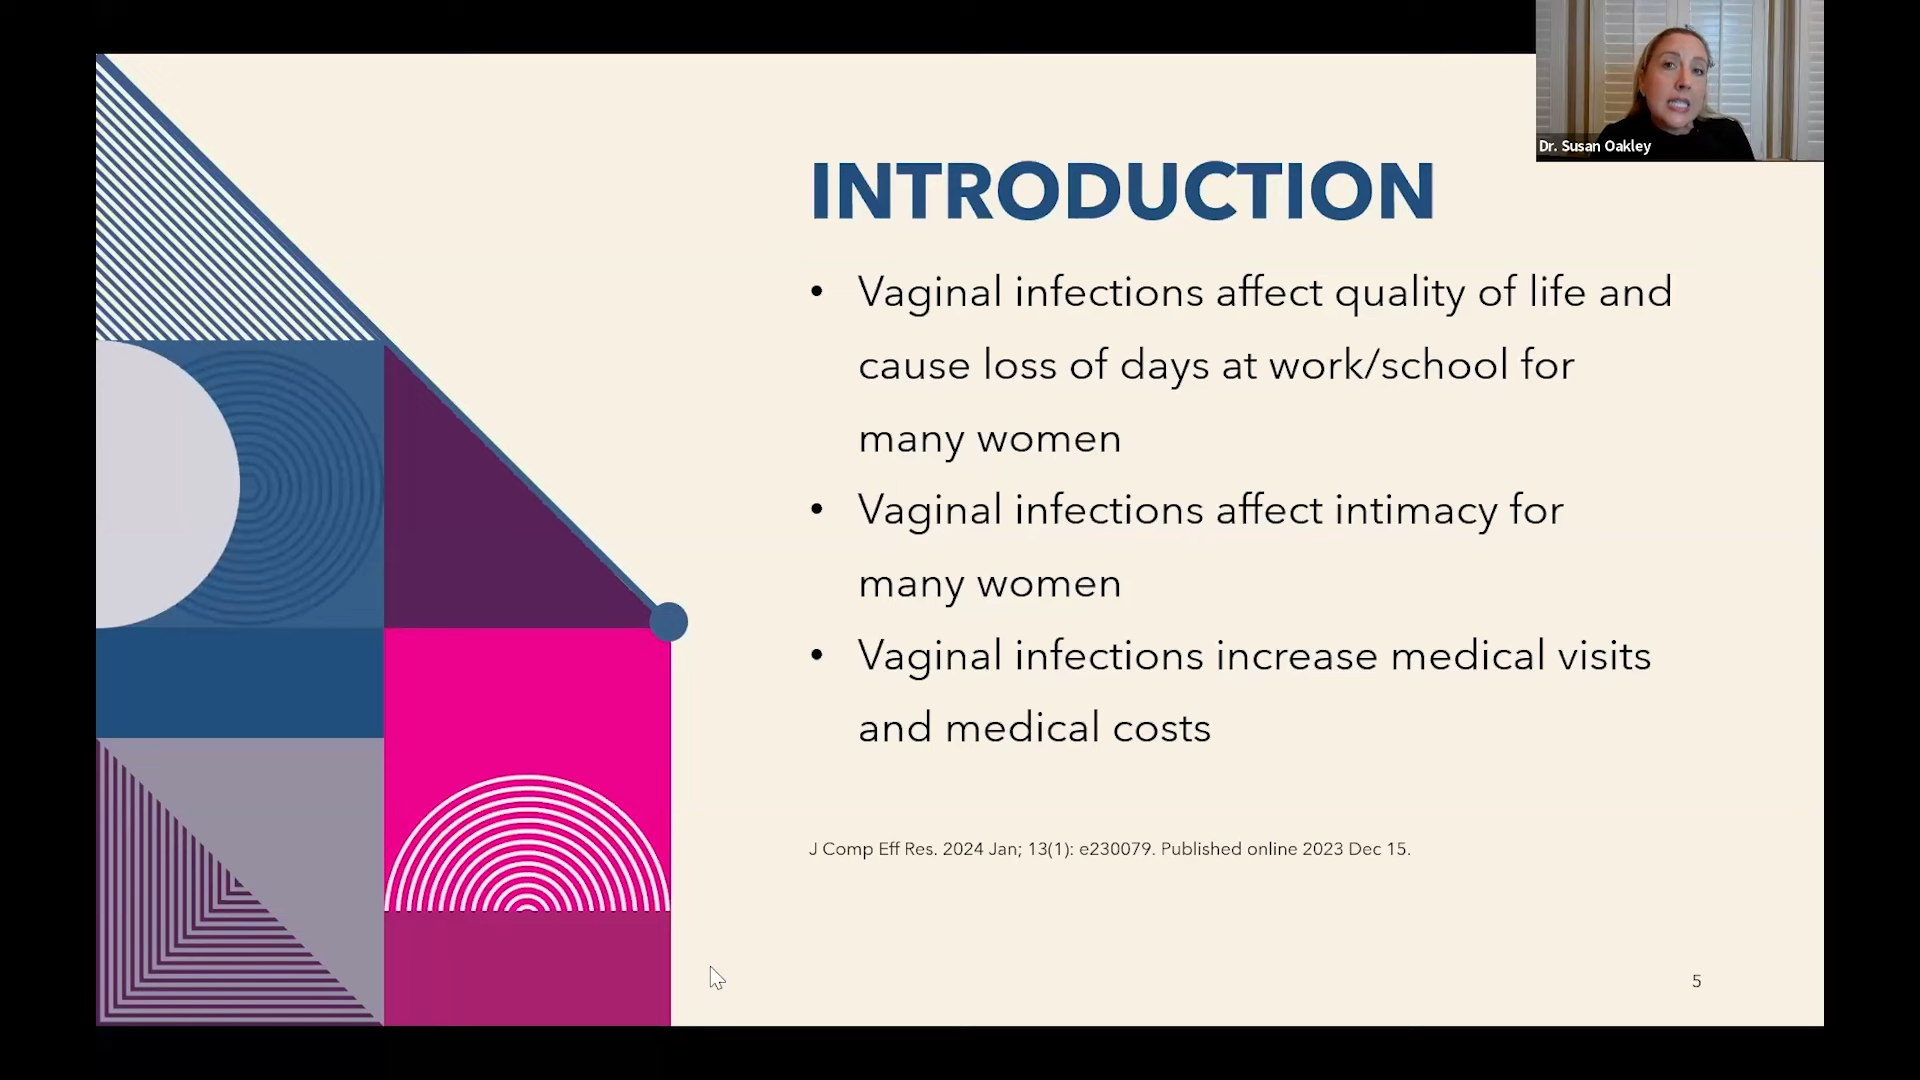 Dr. Susan Oakley
INTRODUCTION
• Vaginal infections affect quality of life and
cause loss of days at work/school for
many women
• Vaginal infections affect intimacy for
many women
• Vaginal infections increase medical visits
and medical costs
J Comp Eff Res. 2024 Jan; 13(1): e230079. Published online 2023 Dec 15.
5